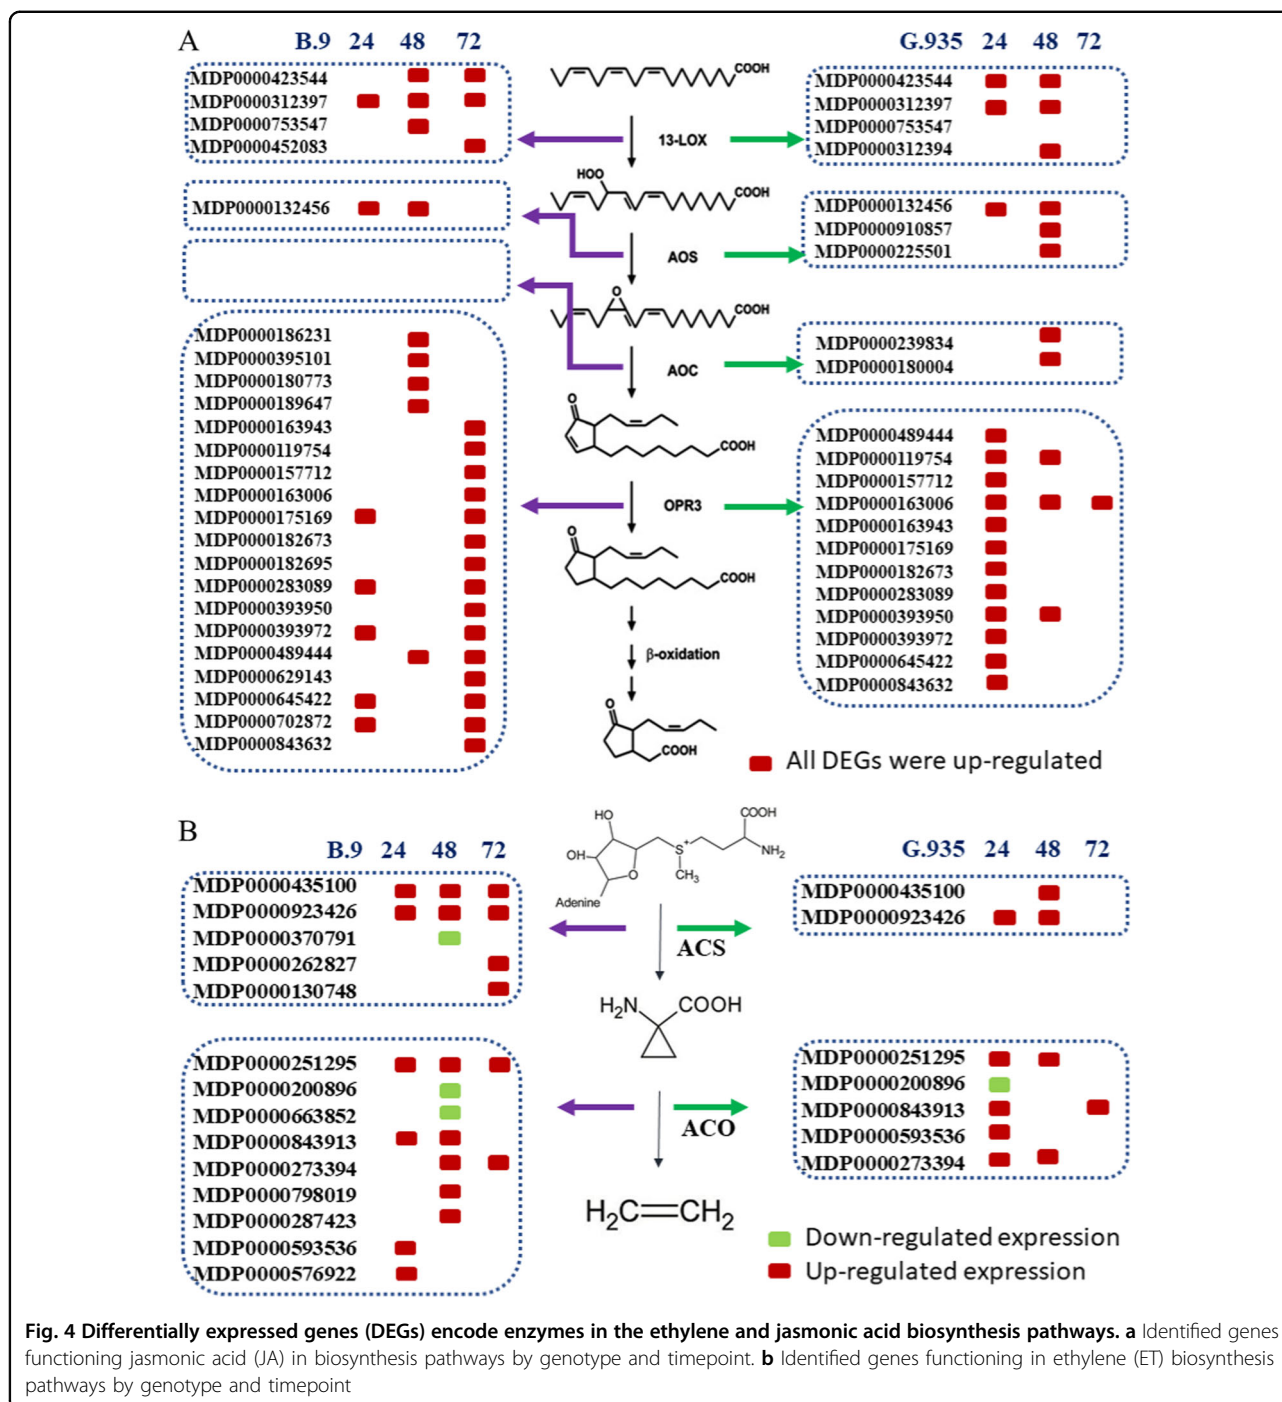 A
B.9 24 48 72
MDP0000423544
MDP0000312397
MDP0000753547
MDP0000452083
MDP0000132456
MDP0000186231
MDP0000395101
MDP0000180773
MDP0000189647
MDP0000163943
MDP0000119754
MDP0000157712
MDP0000163006
MDP0000175169
MDP0000182673
MDP0000182695
MDP0000283089
MDP0000393950
MDP0000393972
MDP0000489444
MDP0000629143
MDP0000645422
MDP0000702872
MDP0000843632
COOH
13-LOX
HOO
COOH
AOS
O
COOH
AOC
O
COOH
OPR3
O
COOH
β-oxidation
O
COOH
G.935 24 48 72
MDP0000423544
MDP0000312397
MDP0000753547
MDP0000312394
MDP0000132456
MDP0000910857
MDP0000225501
MDP0000239834
MDP0000180004
MDP0000489444
MDP0000119754
MDP0000157712
MDP0000163006
MDP0000163943
MDP0000175169
MDP0000182673
MDP0000283089
MDP0000393950
MDP0000393972
MDP0000645422
MDP0000843632
All DEGs were up-regulated
B
B.9 24 48 72
MDP0000435100
MDP0000923426
MDP0000370791
MDP0000262827
MDP0000130748
MDP0000251295
MDP0000200896
MDP0000663852
MDP0000843913
MDP0000273394
MDP0000798019
MDP0000287423
MDP0000593536
MDP0000576922
HO
COOH
OH
S+
NH₂
O
CH₃
Adenine
ACS
H₂N
COOH
ACO
H₂C=CH₂
G.935 24 48 72
MDP0000435100
MDP0000923426
MDP0000251295
MDP0000200896
MDP0000843913
MDP0000593536
MDP0000273394
Down-regulated expression
Up-regulated expression
Fig. 4 Differentially expressed genes (DEGs) encode enzymes in the ethylene and jasmonic acid biosynthesis pathways. a Identified genes
functioning jasmonic acid (JA) in biosynthesis pathways by genotype and timepoint. b Identified genes functioning in ethylene (ET) biosynthesis
pathways by genotype and timepoint